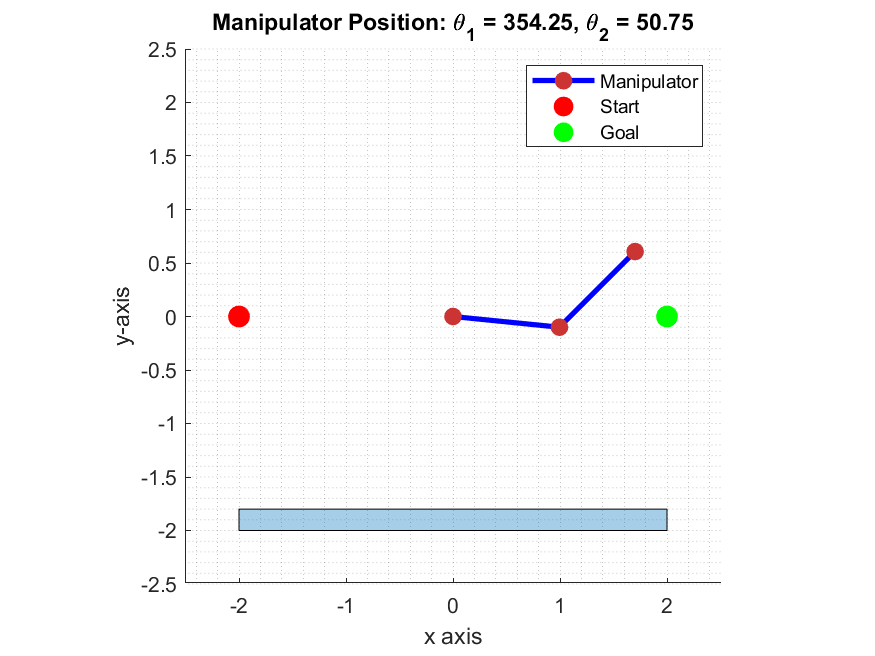 Manipulator Position: θ1 = 354.25, θ2 = 50.75
2.5
2
1.5
1
0.5
0
-0.5
-1
-1.5
-2
-2.5
Manipulator
Start
Goal
y-axis
-2 -1 0 1 2
x axis